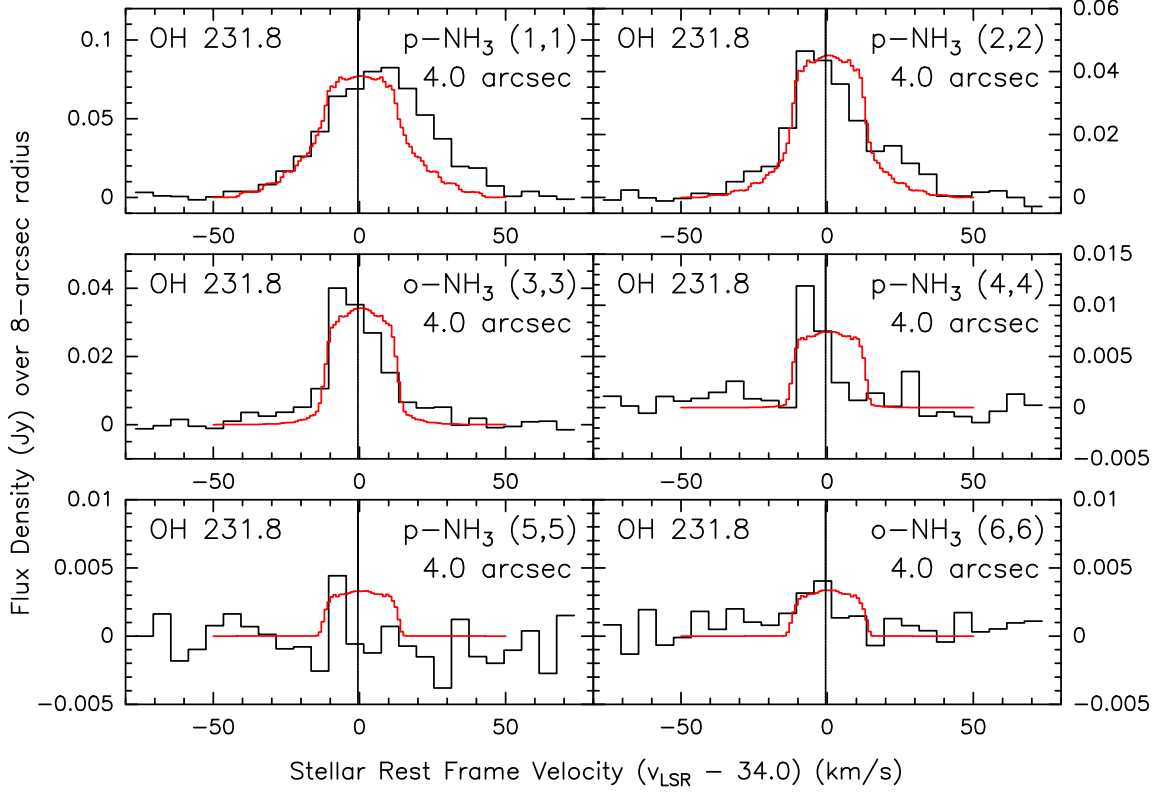 Flux Density (Jy) over 8−arcsec radius
OH 231.8
p−NH3 (1,1)
4.0 arcsec
0.1
0.05
0
−50
0
50
OH 231.8
p−NH3 (2,2)
4.0 arcsec
0.06
0.04
0.02
0
−50
0
50
OH 231.8
o−NH3 (3,3)
4.0 arcsec
0.04
0.02
0
−50
0
50
OH 231.8
p−NH3 (4,4)
4.0 arcsec
0.015
0.010
0.005
0
−0.005
−50
0
50
OH 231.8
p−NH3 (5,5)
4.0 arcsec
0.01
0.005
0
−0.005
−50
0
50
OH 231.8
o−NH3 (6,6)
4.0 arcsec
0.01
0.005
0
−0.005
−50
0
50
Stellar Rest Frame Velocity (vLSR − 34.0) (km/s)